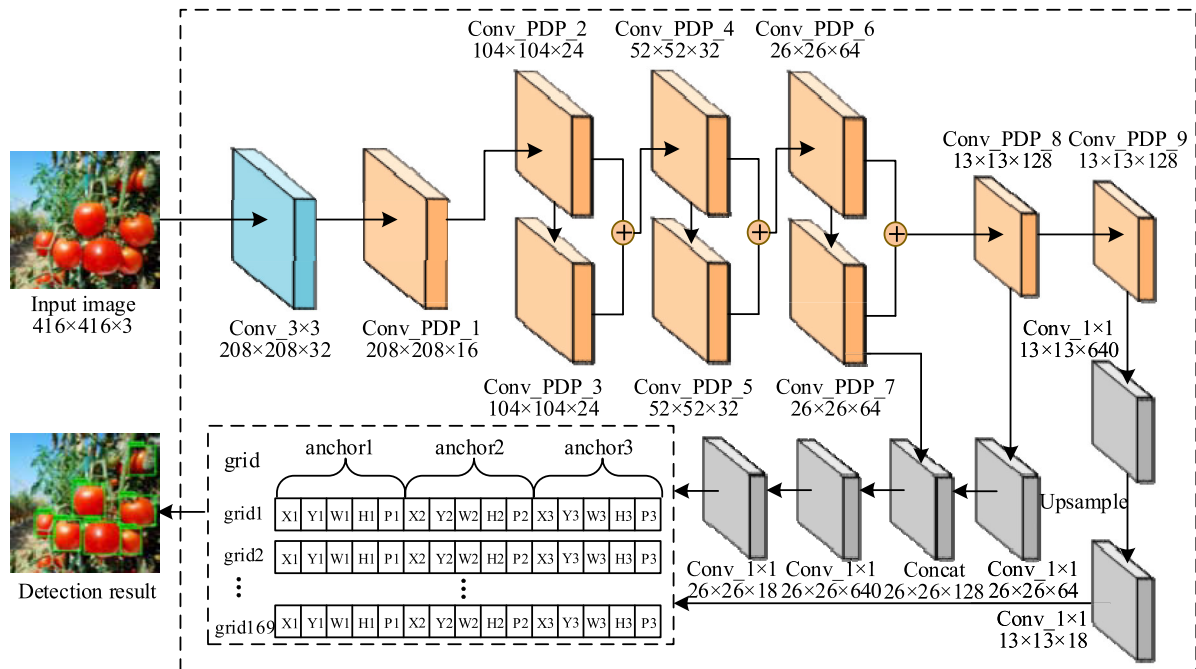 Conv_PDP_2
104×104×24
Conv_PDP_4
52×52×32
Conv_PDP_6
26×26×64
Conv_PDP_8
13×13×128
Conv_PDP_9
13×13×128
+
+
+
Input image
416×416×3
Conv_3×3
208×208×32
Conv_PDP_1
208×208×16
Conv_1×1
13×13×640
Conv_PDP_3
104×104×24
Conv_PDP_5
52×52×32
Conv_PDP_7
26×26×64
grid
anchor1
anchor2
anchor3
grid1
X1 Y1 W1 H1 P1 X2 Y2 W2 H2 P2 X3 Y3 W3 H3 P3
grid2
X1 Y1 W1 H1 P1 X2 Y2 W2 H2 P2 X3 Y3 W3 H3 P3
grid169
X1 Y1 W1 H1 P1 X2 Y2 W2 H2 P2 X3 Y3 W3 H3 P3
Detection result
Upsample
Conv_1×1
26×26×18
Conv_1×1
26×26×640
Concat
26×26×128
Conv_1×1
26×26×64
Conv_1×1
13×13×18